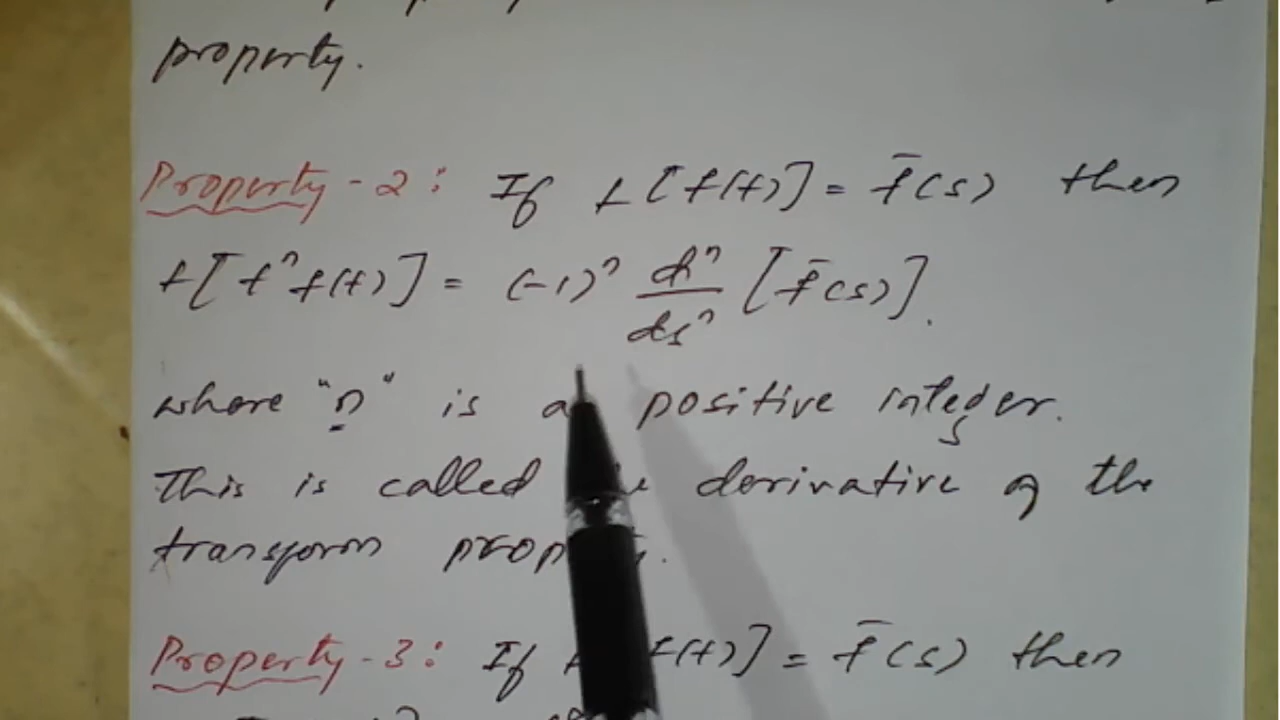 property.
Property-2: If L[f(t)] = f̄(s) then
L[tⁿ f(t)] = (-1)ⁿ dⁿ/dsⁿ [f̄(s)].
where "n" is a positive integer.
This is called derivative of the
transform
Property-3: If f(t)] = f̄(s) then